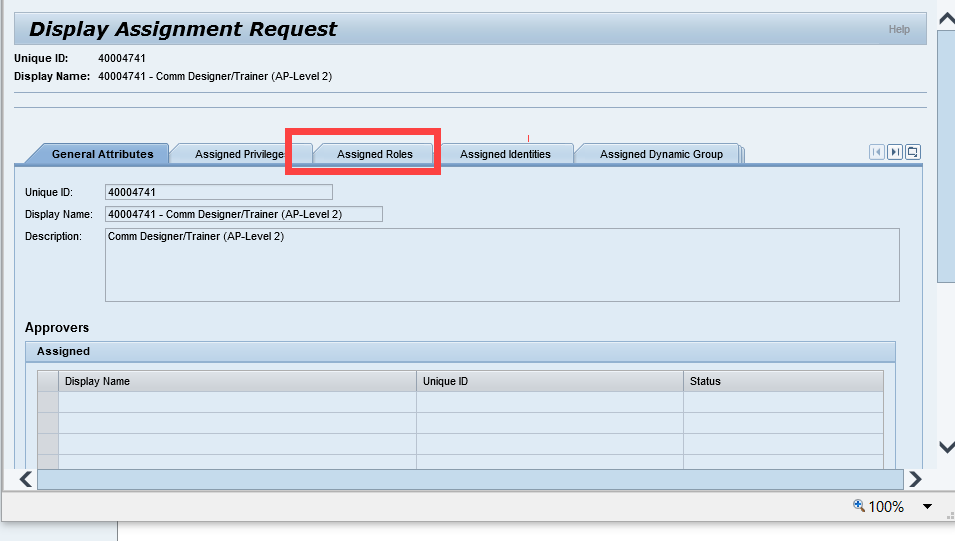 Display Assignment Request
Help
Unique ID: 40004741
Display Name: 40004741 - Comm Designer/Trainer (AP-Level 2)
General Attributes Assigned Privileges Assigned Roles Assigned Identities Assigned Dynamic Group
Unique ID: 40004741
Display Name: 40004741 - Comm Designer/Trainer (AP-Level 2)
Description: Comm Designer/Trainer (AP-Level 2)
Approvers
Assigned
Display Name Unique ID Status
100%